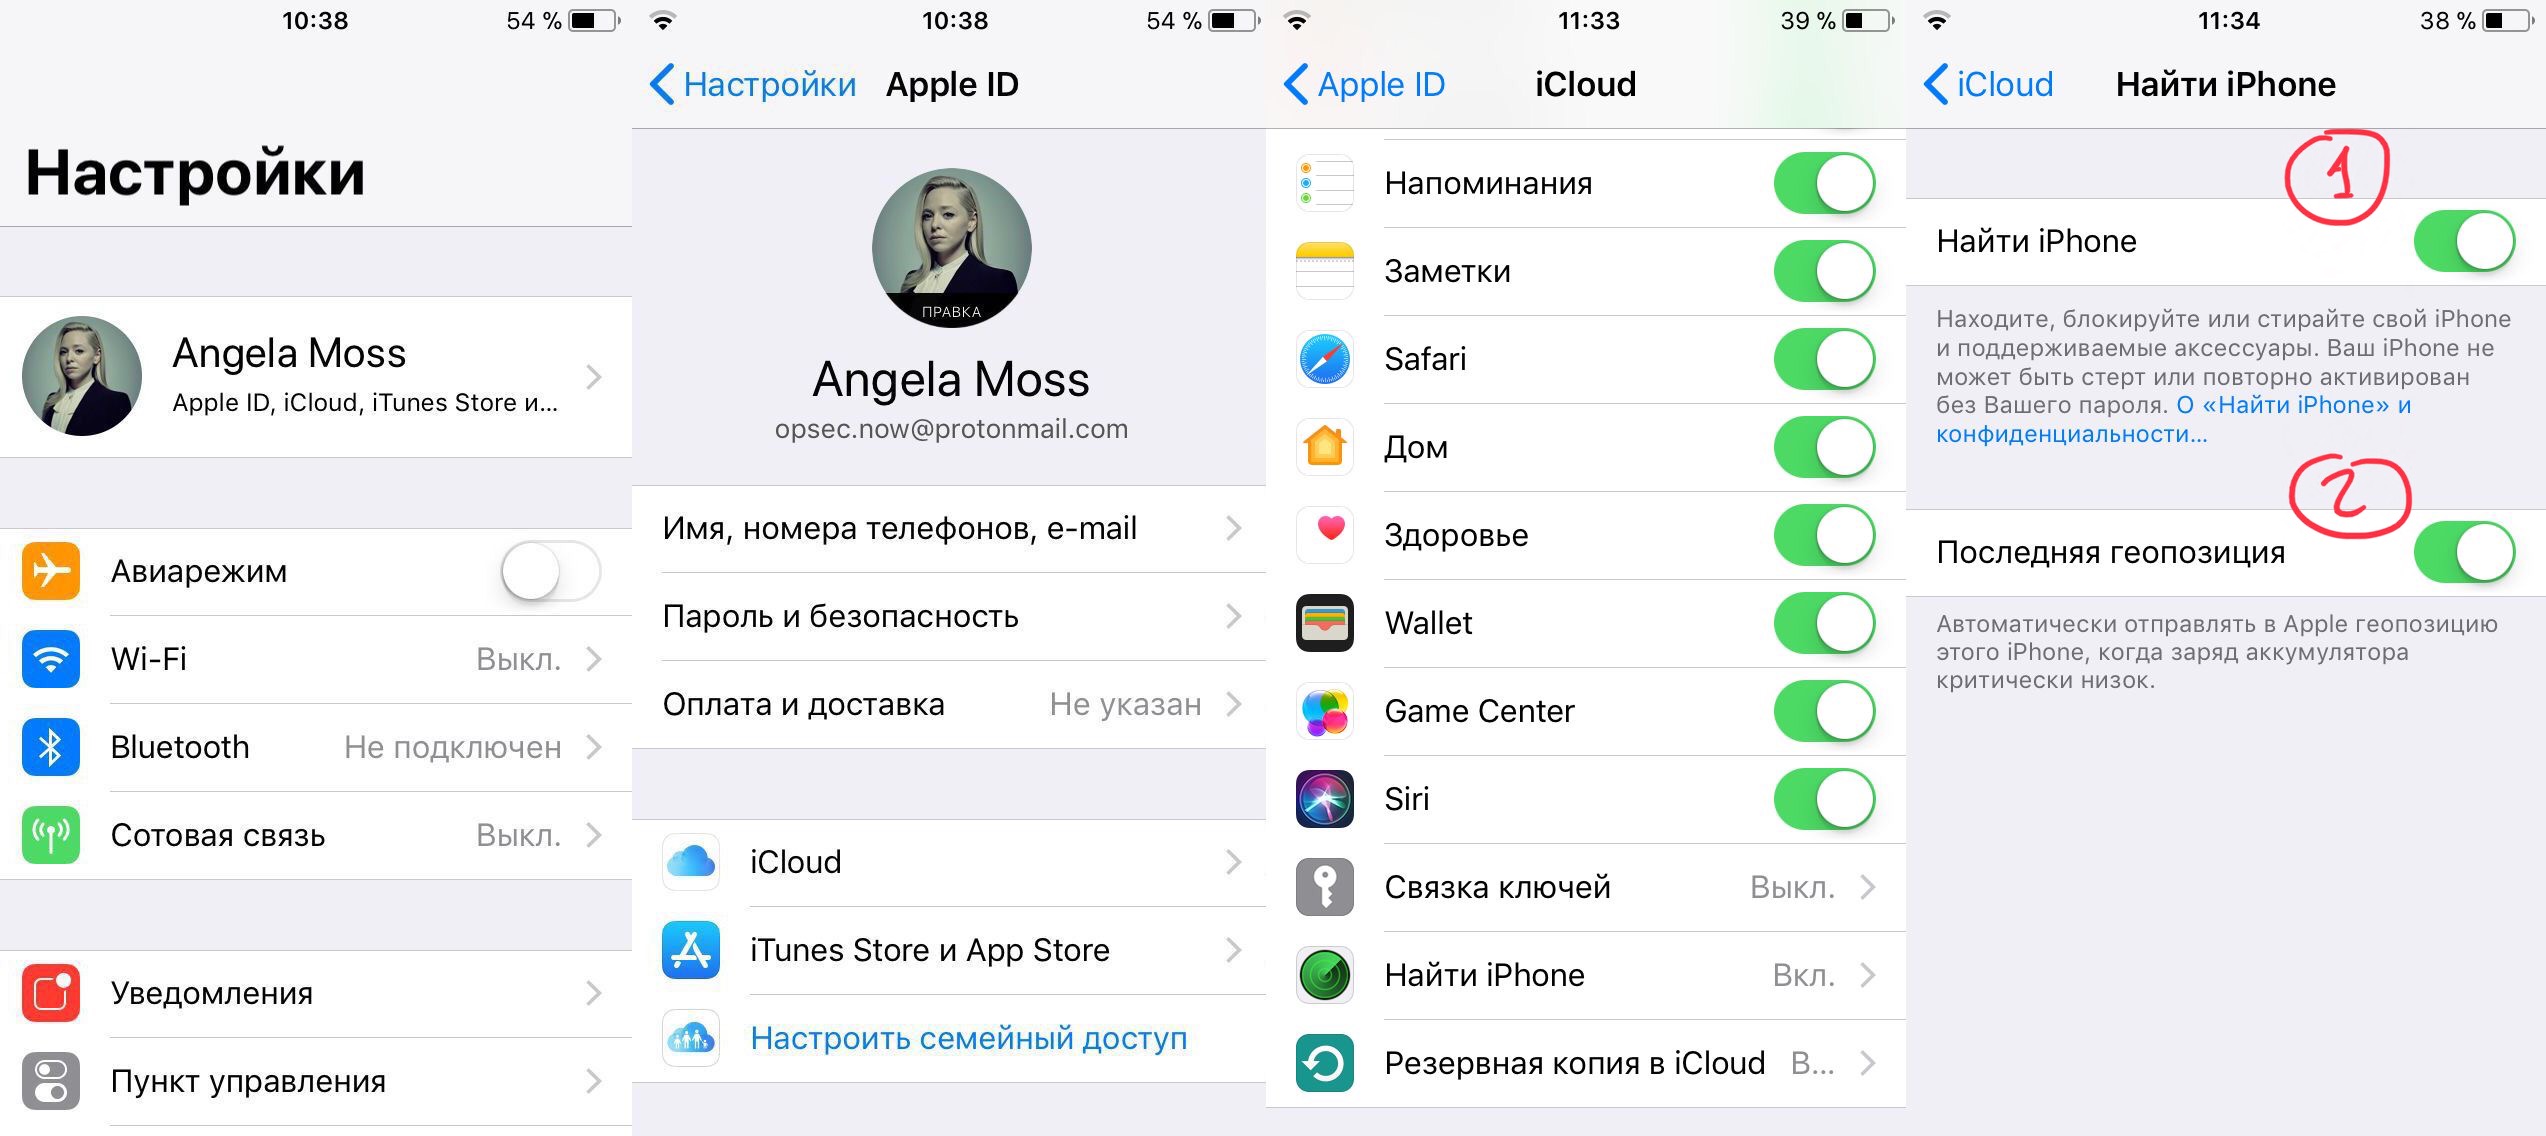 10:38
54 %
Настройки
Angela Moss
Apple ID, iCloud, iTunes Store и...
Авиарежим
Wi-Fi Выкл.
Bluetooth Не подключен
Сотовая связь Выкл.
Уведомления
Пункт управления
10:38
54 %
Настройки Apple ID
ПРАВКА
Angela Moss
opsec.now@protonmail.com
Имя, номера телефонов, e-mail
Пароль и безопасность
Оплата и доставка Не указан
iCloud
iTunes Store и App Store
Настроить семейный доступ
11:33
39 %
Apple ID iCloud
Напоминания
Заметки
Safari
Дом
Здоровье
Wallet
Game Center
Siri
Связка ключей Выкл.
Найти iPhone Вкл.
Резервная копия в iCloud В...
11:34
38 %
iCloud Найти iPhone
1
Найти iPhone
Находите, блокируйте или стирайте свой iPhone
и поддерживаемые аксессуары. Ваш iPhone не
может быть стерт или повторно активирован
без Вашего пароля. О «Найти iPhone» и
конфиденциальности...
2
Последняя геопозиция
Автоматически отправлять в Apple геопозицию
этого iPhone, когда заряд аккумулятора
критически низок.